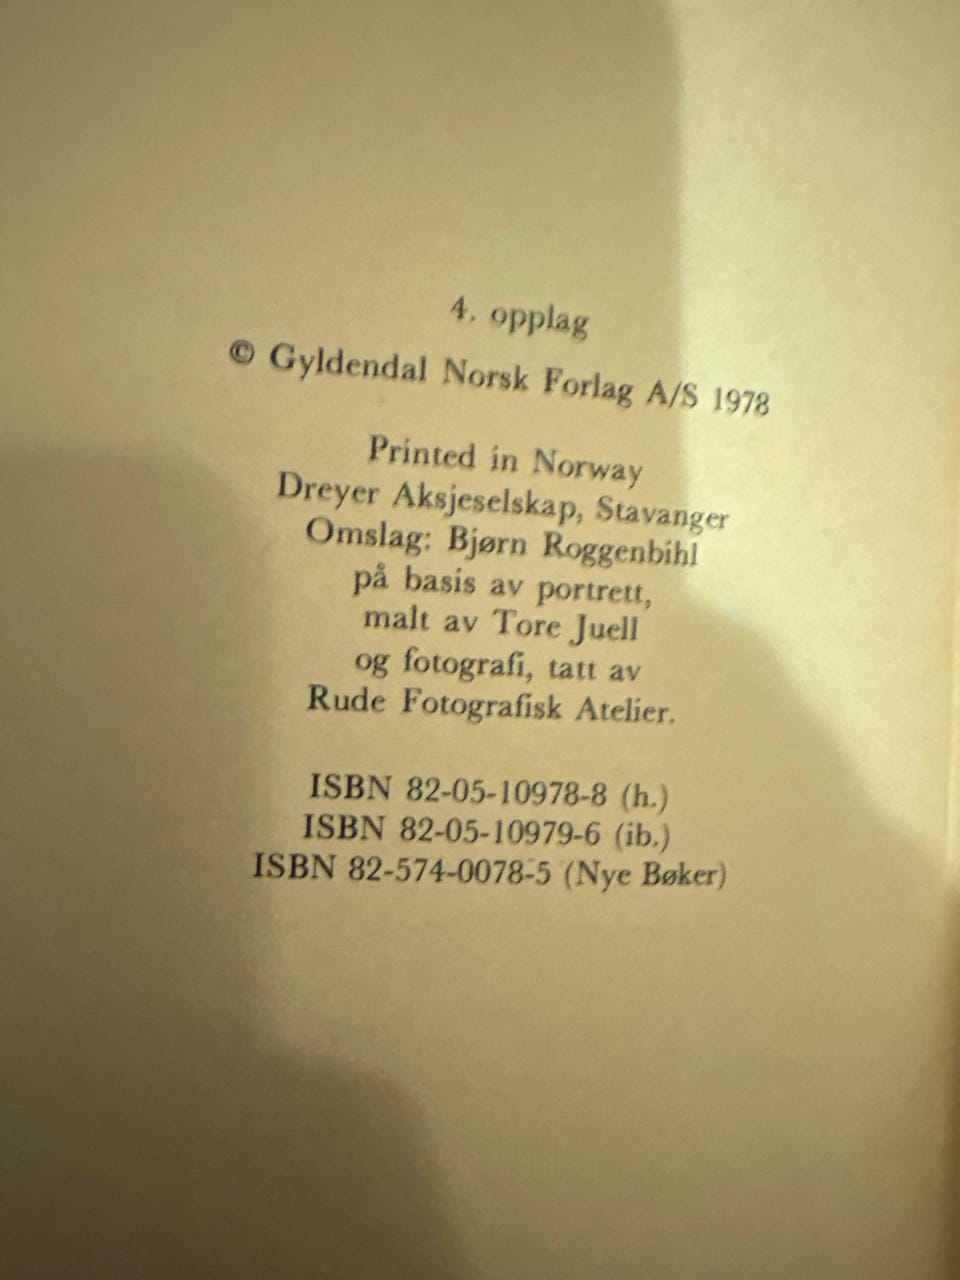 4. opplag
© Gyldendal Norsk Forlag A/S 1978
Printed in Norway
Dreyer Aksjeselskap, Stavanger
Omslag: Bjørn Roggenbihl
på basis av portrett,
malt av Tore Juell
og fotografi, tatt av
Rude Fotografisk Atelier.
ISBN 82-05-10978-8 (h.)
ISBN 82-05-10979-6 (ib.)
ISBN 82-574-0078-5 (Nye Bøker)